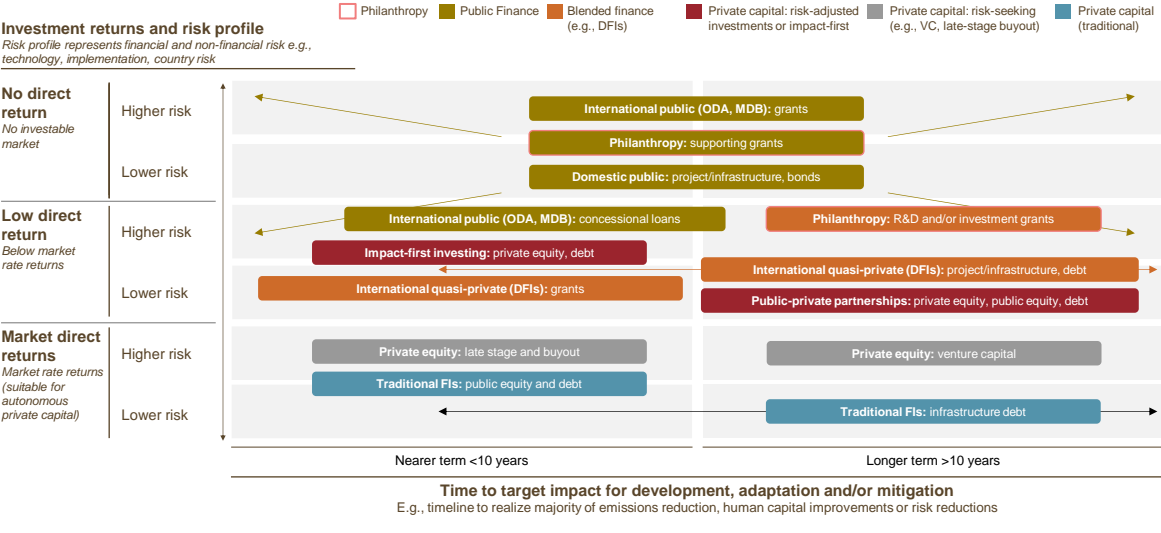 Philanthropy
Public Finance
Blended finance
(e.g., DFIs)
Private capital: risk-adjusted
investments or impact-first
Private capital: risk-seeking
(e.g., VC, late-stage buyout)
Private capital
(traditional)
Investment returns and risk profile
Risk profile represents financial and non-financial risk e.g.,
technology, implementation, country risk
No direct
return
No investable
market
Higher risk
Lower risk
International public (ODA, MDB): grants
Philanthropy: supporting grants
Domestic public: project/infrastructure, bonds
Low direct
return
Below market
rate returns
Higher risk
Lower risk
International public (ODA, MDB): concessional loans
Philanthropy: R&D and/or investment grants
Impact-first investing: private equity, debt
International quasi-private (DFIs): project/infrastructure, debt
International quasi-private (DFIs): grants
Public-private partnerships: private equity, public equity, debt
Market direct
returns
Market rate returns
(suitable for
autonomous
private capital)
Higher risk
Lower risk
Private equity: late stage and buyout
Private equity: venture capital
Traditional FIs: public equity and debt
Traditional FIs: infrastructure debt
Nearer term <10 years
Longer term >10 years
Time to target impact for development, adaptation and/or mitigation
E.g., timeline to realize majority of emissions reduction, human capital improvements or risk reductions